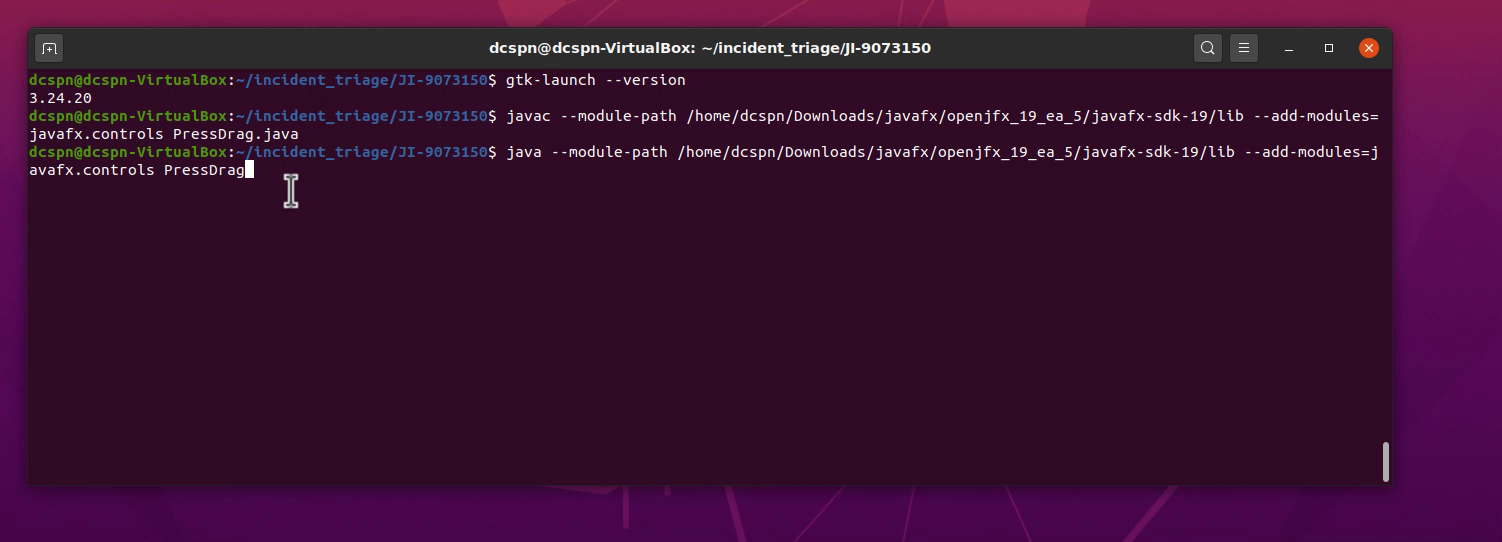 dcspn@dcspn-VirtualBox: ~/incident_triage/JI-9073150
dcspn@dcspn-VirtualBox:~/incident_triage/JI-9073150$ gtk-launch --version
3.24.20
dcspn@dcspn-VirtualBox:~/incident_triage/JI-9073150$ javac --module-path /home/dcspn/Downloads/javafx/openjfx_19_ea_5/javafx-sdk-19/lib --add-modules=
javafx.controls PressDrag.java
dcspn@dcspn-VirtualBox:~/incident_triage/JI-9073150$ java --module-path /home/dcspn/Downloads/javafx/openjfx_19_ea_5/javafx-sdk-19/lib --add-modules=j
avafx.controls PressDrag